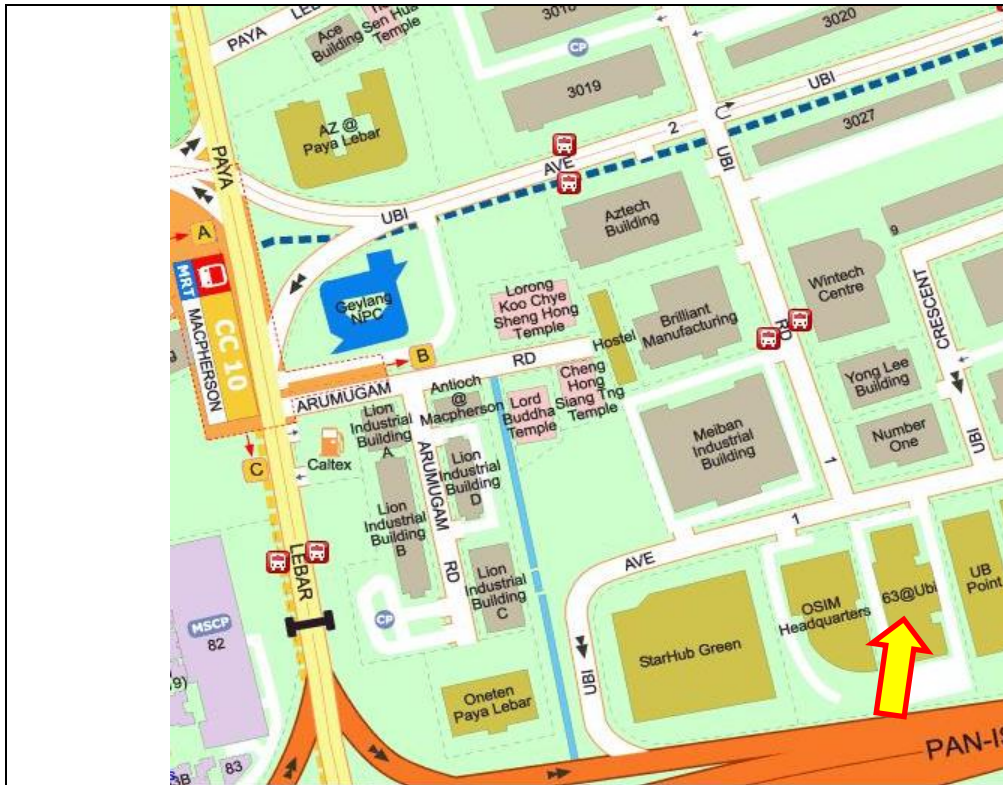 PAYA
LEB
Ace
Building
Sen Hua
Temple
CP
3020
3019
UBI
2
AZ @
Paya Lebar
3027
AVE
UBI
PAYA
UBI
Aztech
Building
A
9
MRT
MACPHERSON
CC 10
Geylang
NPC
Lorong
Koo Chye
Sheng Hong
Temple
Wintech
Centre
CRESCENT
Brilliant
Manufacturing
Hostel
RD
B
RD
Yong Lee
Building
ARUMUGAM
Antioch
@
Macpherson
Cheng
Hong
Siang Tng
Temple
Lord
Buddha
Temple
Lion
Industrial
Building
A
Meiban
Industrial
Building
Number
One
UBI
C
Caltex
ARUMUGAM
Lion
Industrial
Building
D
1
Lion
Industrial
Building
B
1
LEBAR
RD
AVE
Lion
Industrial
Building
C
UB
Point
63@Ubi
OSIM
Headquarters
CP
MSCP
82
StarHub Green
UBI
Oneten
Paya Lebar
PAN-IS
83
3B
9)